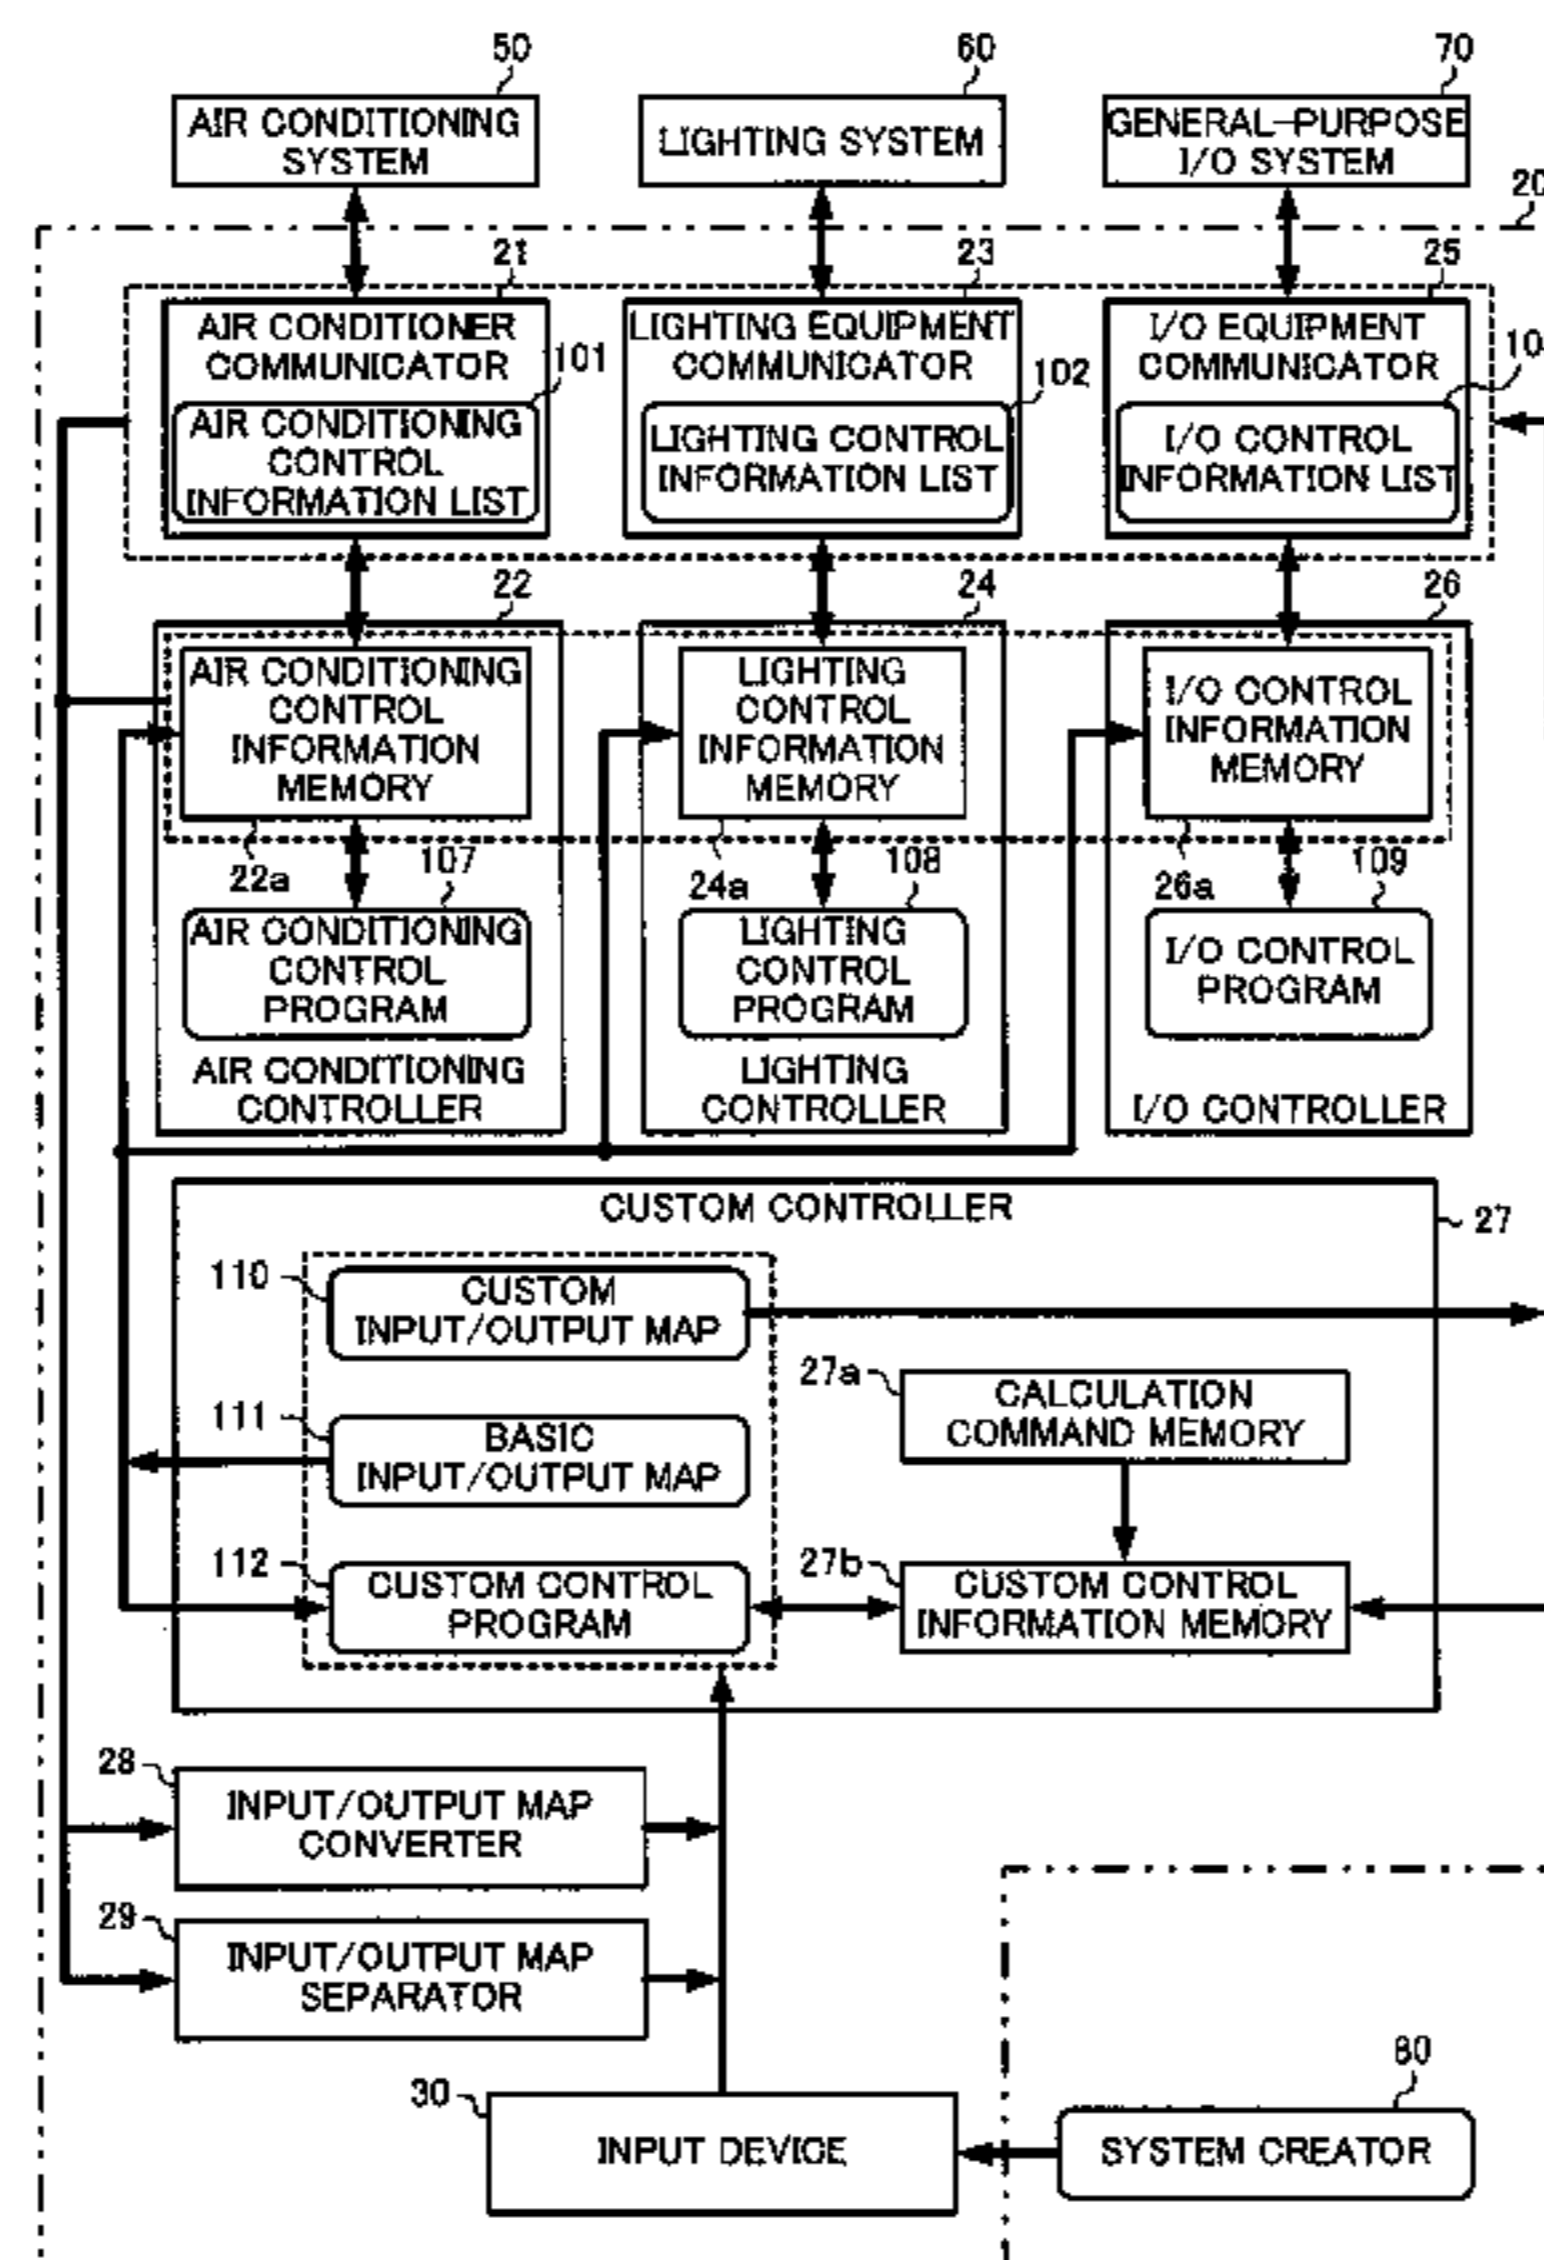 50
60
70
AIR CONDITIONING
SYSTEM
LIGHTING SYSTEM
GENERAL-PURPOSE
I/O SYSTEM
20
21
23
25
AIR CONDITIONER
COMMUNICATOR
101
AIR CONDITIONING
CONTROL
INFORMATION LIST
LIGHTING EQUIPMENT
COMMUNICATOR
102
LIGHTING CONTROL
INFORMATION LIST
I/O EQUIPMENT
COMMUNICATOR
I/O CONTROL
INFORMATION LIST
22
24
26
AIR CONDITIONING
CONTROL
INFORMATION
MEMORY
LIGHTING
CONTROL
INFORMATION
MEMORY
I/O CONTROL
INFORMATION
MEMORY
22a
107
24a
108
26a
109
AIR CONDITIONING
CONTROL
PROGRAM
LIGHTING
CONTROL
PROGRAM
I/O CONTROL
PROGRAM
AIR CONDITIONING
CONTROLLER
LIGHTING
CONTROLLER
I/O CONTROLLER
CUSTOM CONTROLLER
27
110
CUSTOM
INPUT/OUTPUT MAP
27a
CALCULATION
COMMAND MEMORY
111
BASIC
INPUT/OUTPUT MAP
112
CUSTOM CONTROL
PROGRAM
27b
CUSTOM CONTROL
INFORMATION MEMORY
28
INPUT/OUTPUT MAP
CONVERTER
29
INPUT/OUTPUT MAP
SEPARATOR
30
INPUT DEVICE
80
SYSTEM CREATOR